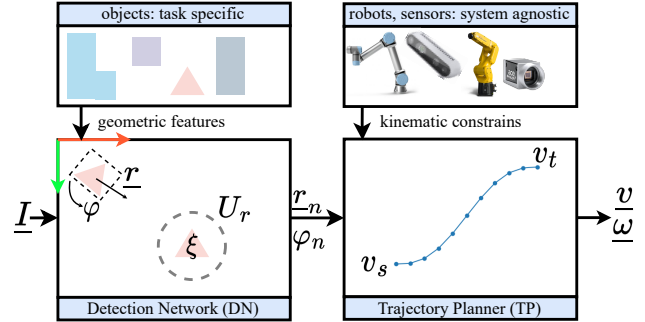 objects: task specific
robots, sensors: system agnostic
geometric features
kinematic constrains
r
φ
U_r
ξ
I
r_n
φ_n
v_t
v_s
v
ω
Detection Network (DN)
Trajectory Planner (TP)